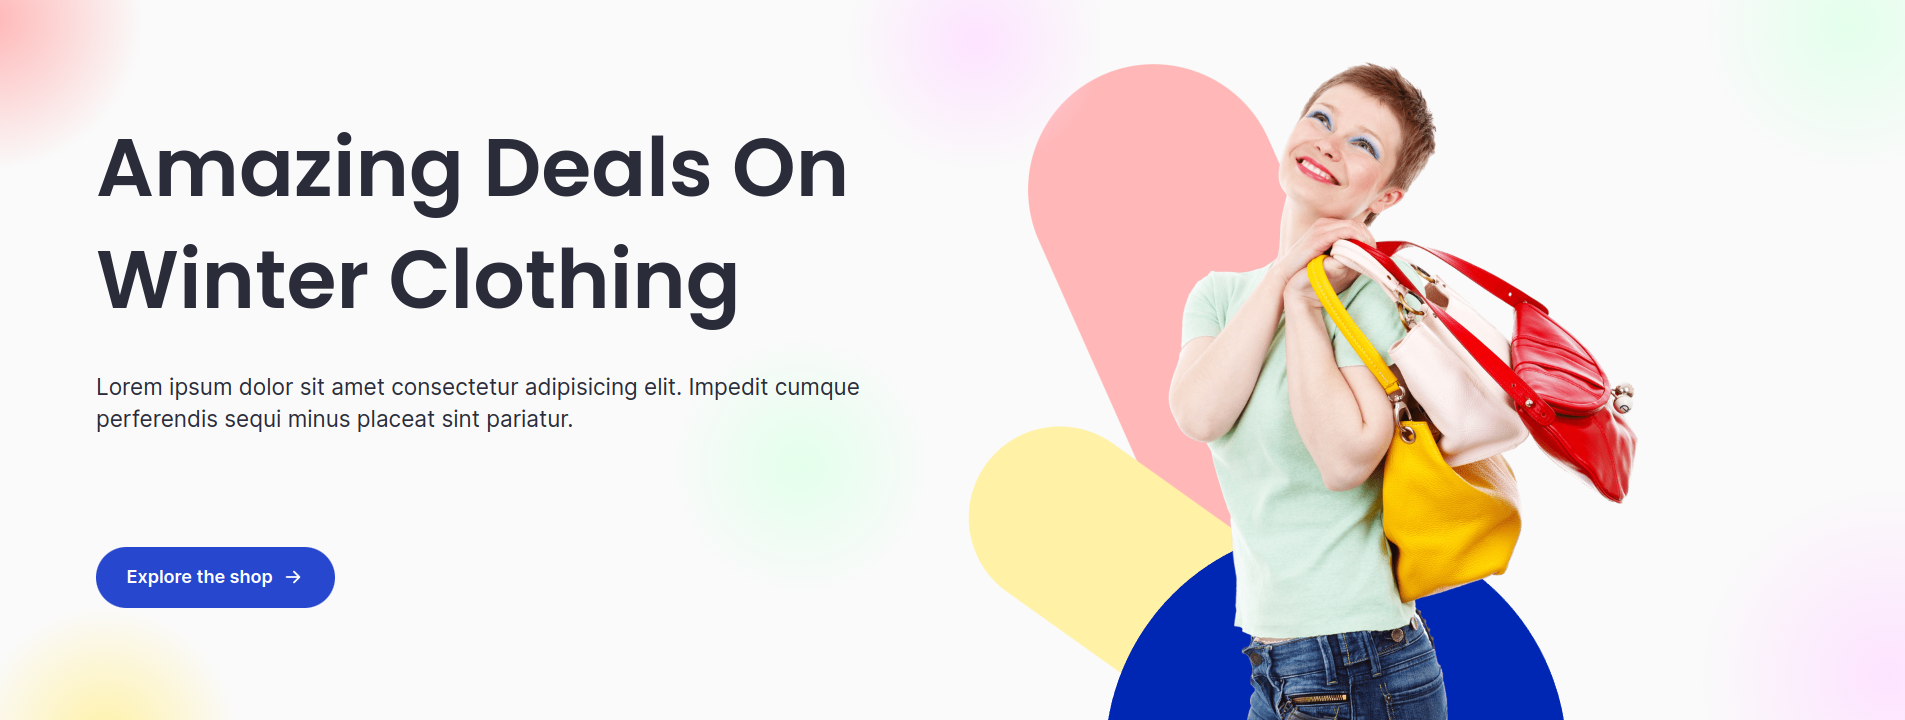 Amazing Deals On
Winter Clothing
Lorem ipsum dolor sit amet consectetur adipisicing elit. Impedit cumque
perferendis sequi minus placeat sint pariatur.
Explore the shop